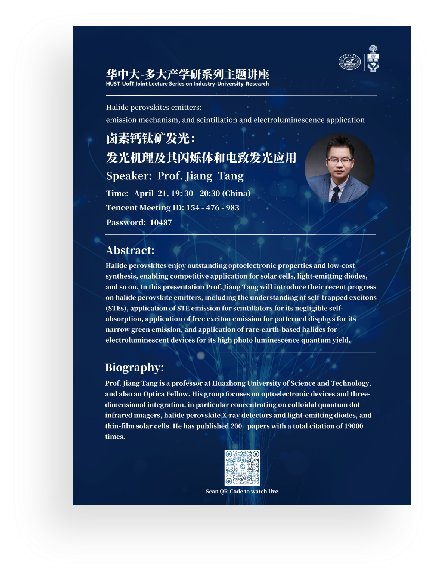 华中大-多大产学研系列主题讲座
HUST-UofT Joint Lecture Series on Industry-University-Research
Halide perovskites emitters:
emission mechanism, and scintillation and electroluminescence application
卤素钙钛矿发光：
发光机理及其闪烁体和电致发光应用
Speaker: Prof. Jiang Tang
Time: April 21, 19: 30 - 20:30 (China)
Tencent Meeting ID: 154 - 476 - 983
Password: 10487
Abstract:
Halide perovskites enjoy outstanding optoelectronic properties and low-cost
synthesis, enabling competitive application for solar cells, light-emitting diodes,
and so on. In this presentation Prof. Jiang Tang will introduce their recent progress
on halide perovskite emitters, including the understanding of self-trapped excitons
(STEs), application of STE emission for scintillators for its negligible self-
absorption, application of free exciton emission for patterned displays for its
narrow green emission, and application of rare-earth-based halides for
electroluminescent devices for its high photo luminescence quantum yield.
Biography:
Prof. Jiang Tang is a professor at Huazhong University of Science and Technology,
and also an Optica Fellow. His group focuses on optoelectronic devices and three-
dimensional integration, in particular concentrating on colloidal quantum dot
infrared imagers, halide perovskite X-ray detectors and light-emitting diodes, and
thin-film solar cells. He has published 200+ papers with a total citation of 19000
times.
Scan QR Code to watch live